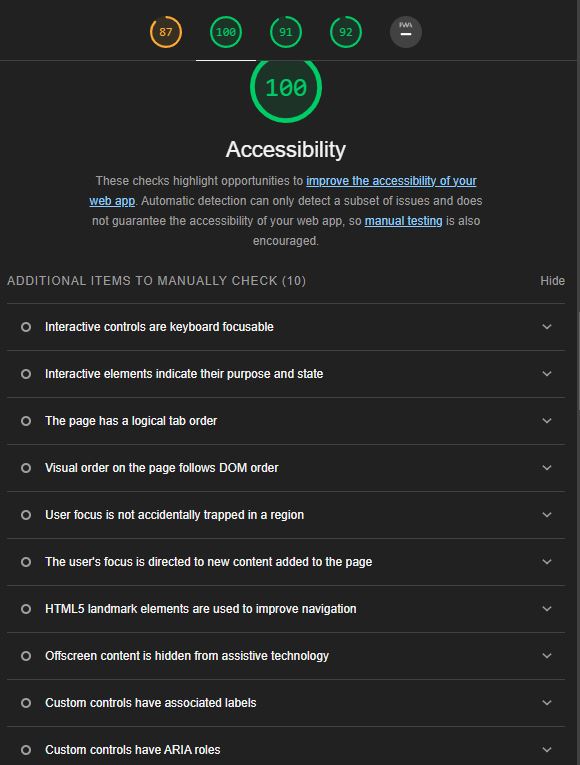 87 100 91 92 PWA
100
Accessibility
These checks highlight opportunities to improve the accessibility of your
web app. Automatic detection can only detect a subset of issues and does
not guarantee the accessibility of your web app, so manual testing is also
encouraged.
ADDITIONAL ITEMS TO MANUALLY CHECK (10) Hide
Interactive controls are keyboard focusable
Interactive elements indicate their purpose and state
The page has a logical tab order
Visual order on the page follows DOM order
User focus is not accidentally trapped in a region
The user's focus is directed to new content added to the page
HTML5 landmark elements are used to improve navigation
Offscreen content is hidden from assistive technology
Custom controls have associated labels
Custom controls have ARIA roles